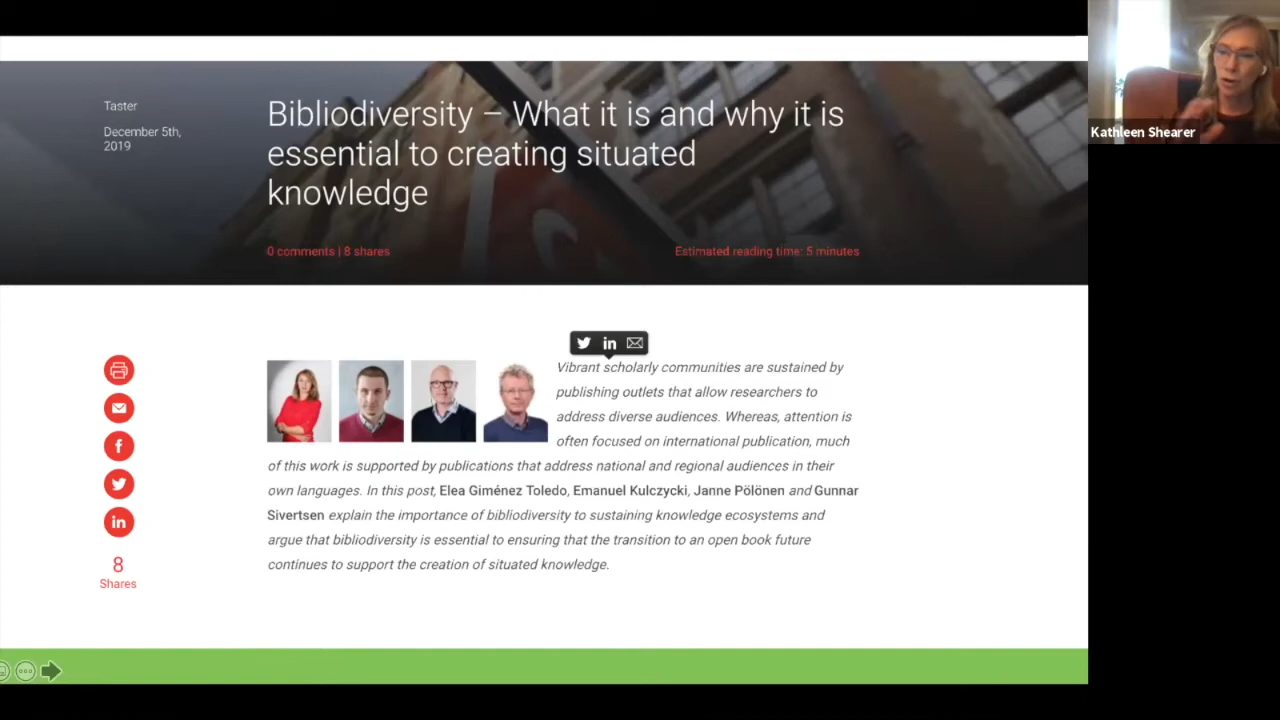 Taster
December 5th,
2019
Bibliodiversity – What it is and why it is
essential to creating situated
knowledge
0 comments | 8 shares
Estimated reading time: 5 minutes
Kathleen Shearer
Vibrant scholarly communities are sustained by
publishing outlets that allow researchers to
address diverse audiences. Whereas, attention is
often focused on international publication, much
of this work is supported by publications that address national and regional audiences in their
own languages. In this post, Elea Giménez Toledo, Emanuel Kulczycki, Janne Pölönen and Gunnar
Sivertsen explain the importance of bibliodiversity to sustaining knowledge ecosystems and
argue that bibliodiversity is essential to ensuring that the transition to an open book future
continues to support the creation of situated knowledge.
8
Shares